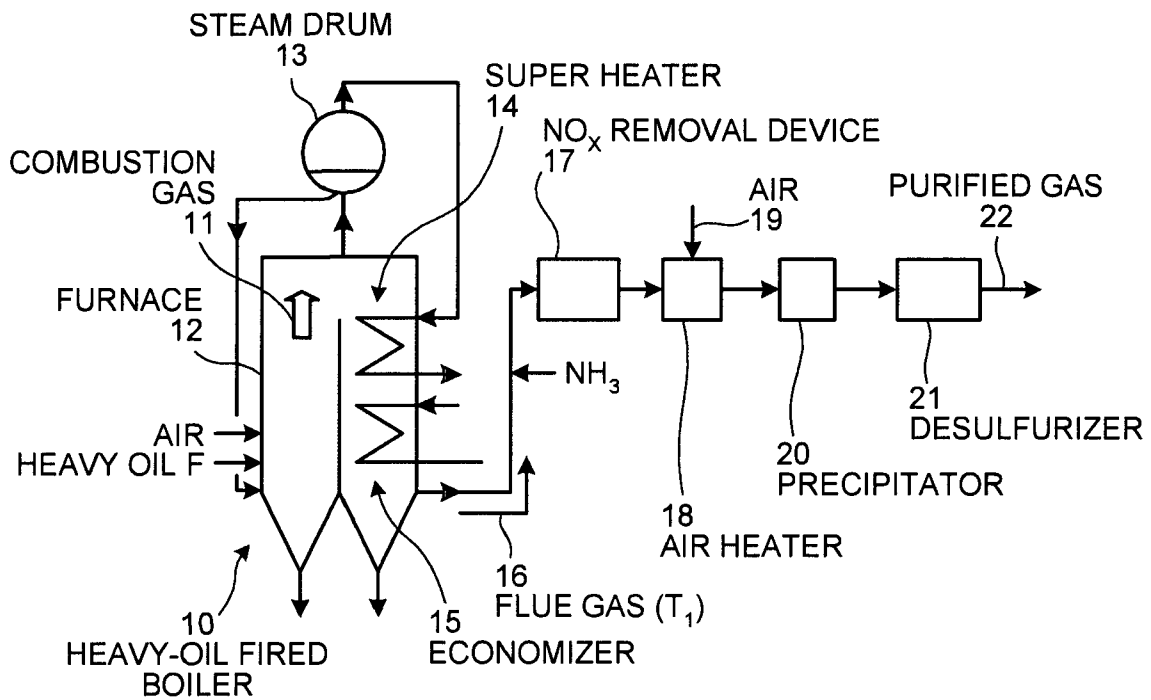 STEAM DRUM
13
SUPER HEATER
14
NOX REMOVAL DEVICE
17
COMBUSTION
GAS
11
AIR
19
PURIFIED GAS
22
FURNACE
12
NH3
AIR
HEAVY OIL F
21
DESULFURIZER
20
PRECIPITATOR
18
AIR HEATER
16
FLUE GAS (T1)
10
HEAVY-OIL FIRED
BOILER
15
ECONOMIZER